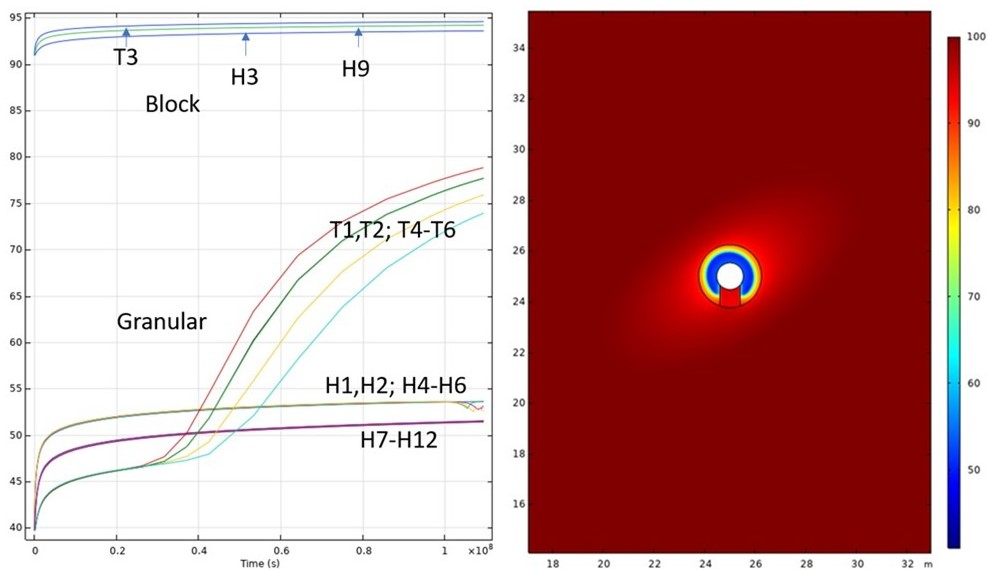 95
90
85
80
75
70
65
60
55
50
45
40
T3
H3
H9
Block
T1,T2; T4-T6
Granular
H1,H2; H4-H6
H7-H12
0 0.2 0.4 0.6 0.8 1 ×10⁸
Time (s)
34
32
30
28
26
24
22
20
18
16
18 20 22 24 26 28 30 32 m
100
90
80
70
60
50